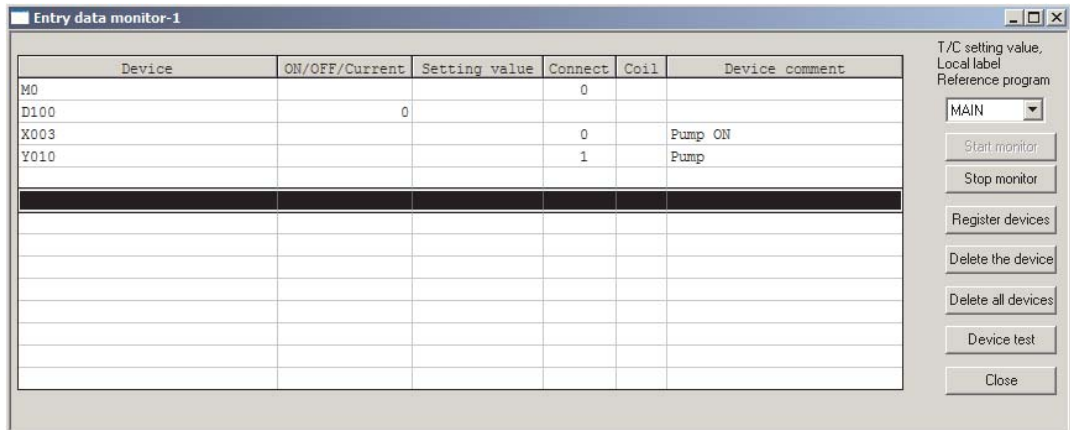 Entry data monitor-1
T/C setting value,
Local label
Reference program
MAIN
Device ON/OFF/Current Setting value Connect Coil Device comment
M0 0
D100 0
X003 0 Pump ON
Y010 1 Pump
Start monitor
Stop monitor
Register devices
Delete the device
Delete all devices
Device test
Close